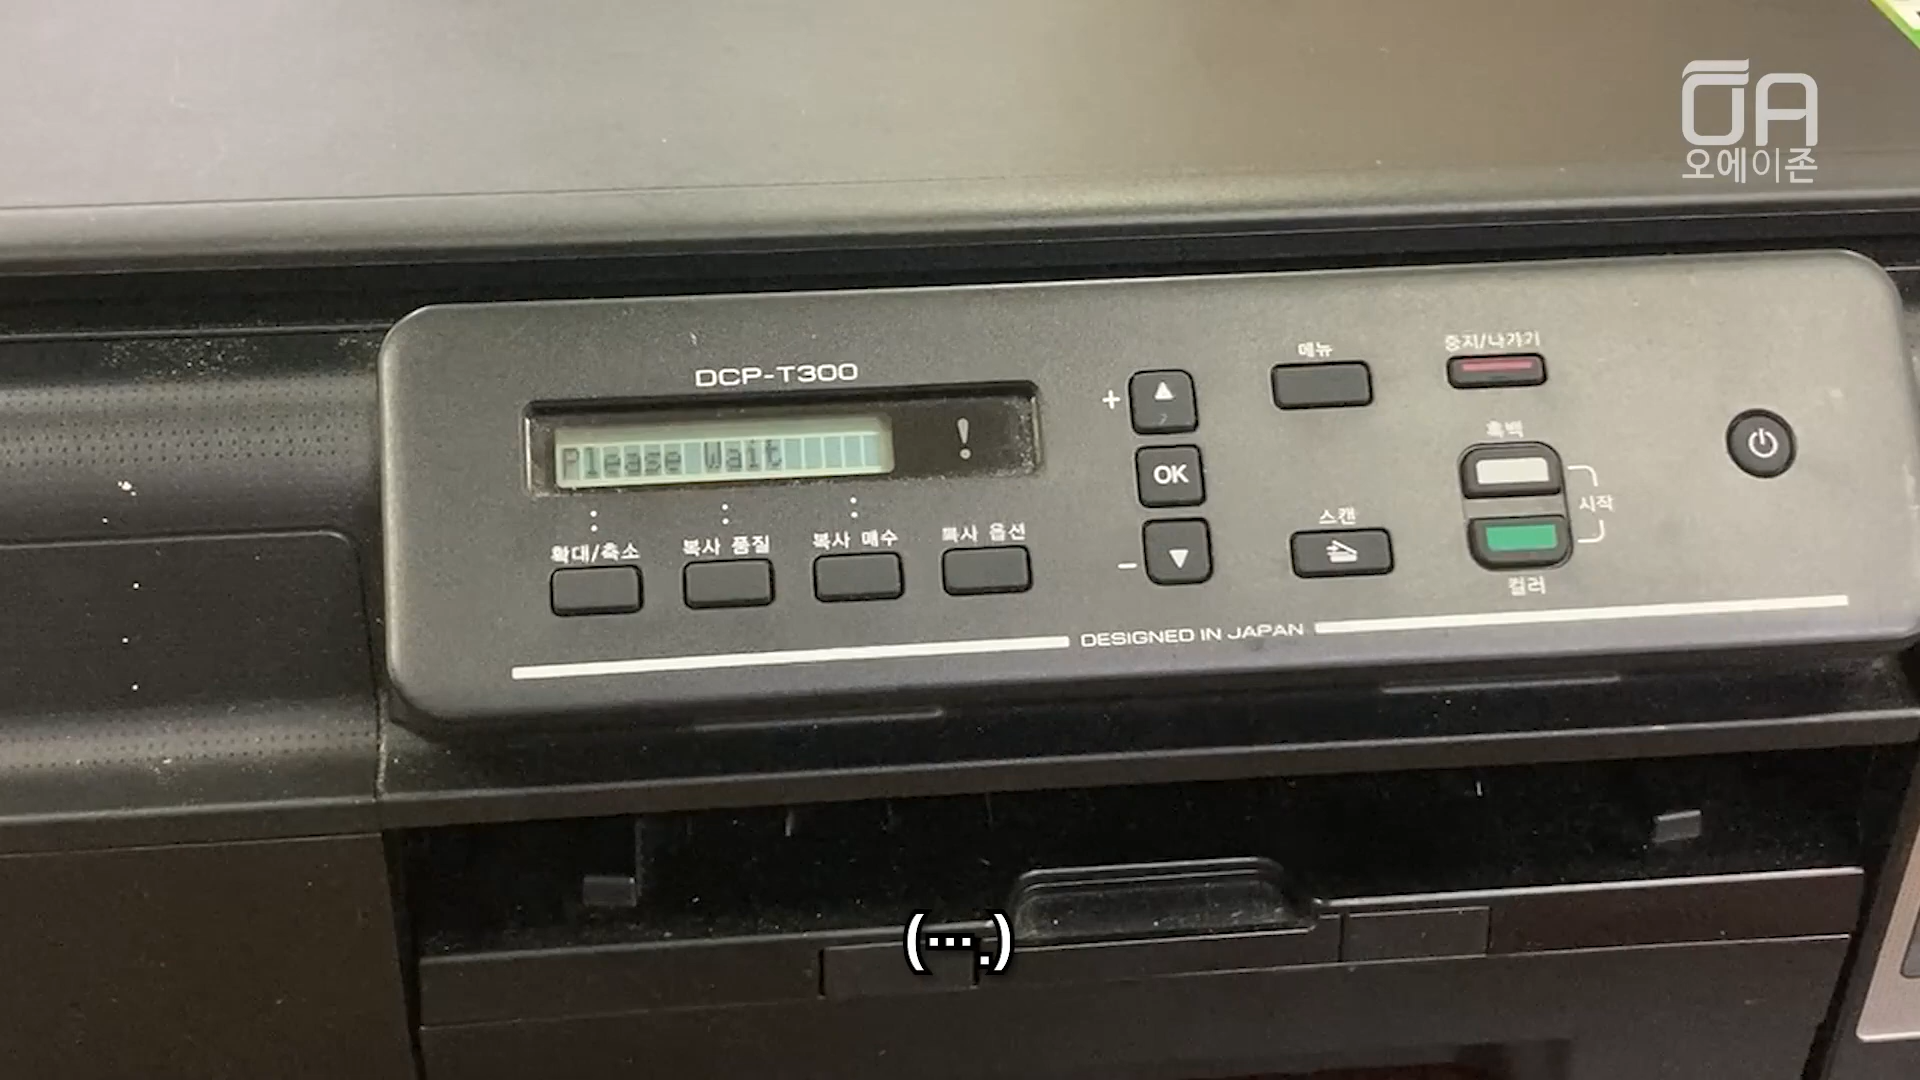 OA
오에이존
DCP-T300
Please Wait
!
확대/축소
복사 품질
복사 매수
복사 옵션
+
OK
−
메뉴
중지/나가기
흑백
시작
스캔
컬러
DESIGNED IN JAPAN
(... .)